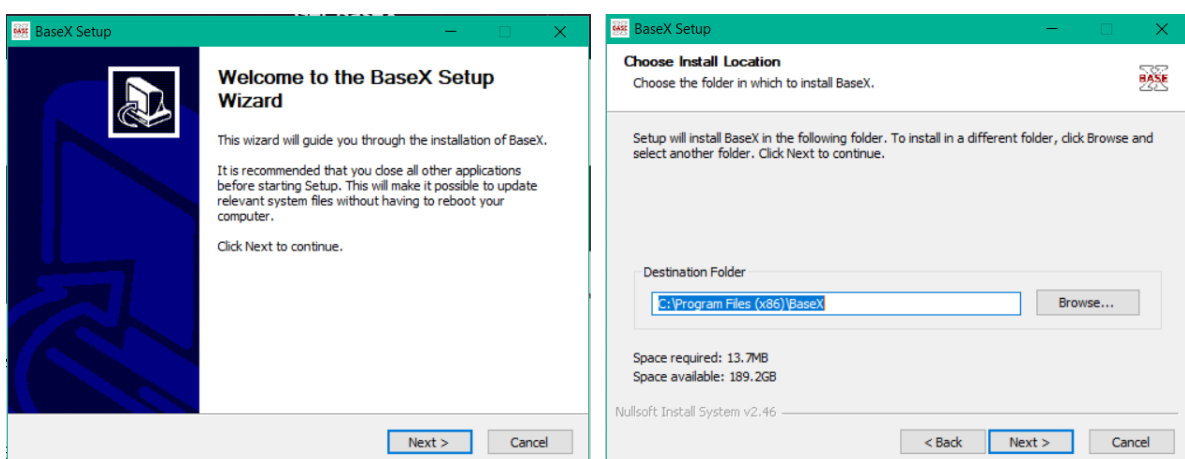 BaseX Setup
Welcome to the BaseX Setup
Wizard
This wizard will guide you through the installation of BaseX.
It is recommended that you close all other applications
before starting Setup. This will make it possible to update
relevant system files without having to reboot your
computer.
Click Next to continue.
Next >
Cancel
BaseX Setup
Choose Install Location
Choose the folder in which to install BaseX.
BASE
Setup will install BaseX in the following folder. To install in a different folder, click Browse and
select another folder. Click Next to continue.
Destination Folder
C:\Program Files (x86)\BaseX
Browse...
Space required: 13.7MB
Space available: 189.2GB
Nullsoft Install System v2.46
< Back
Next >
Cancel